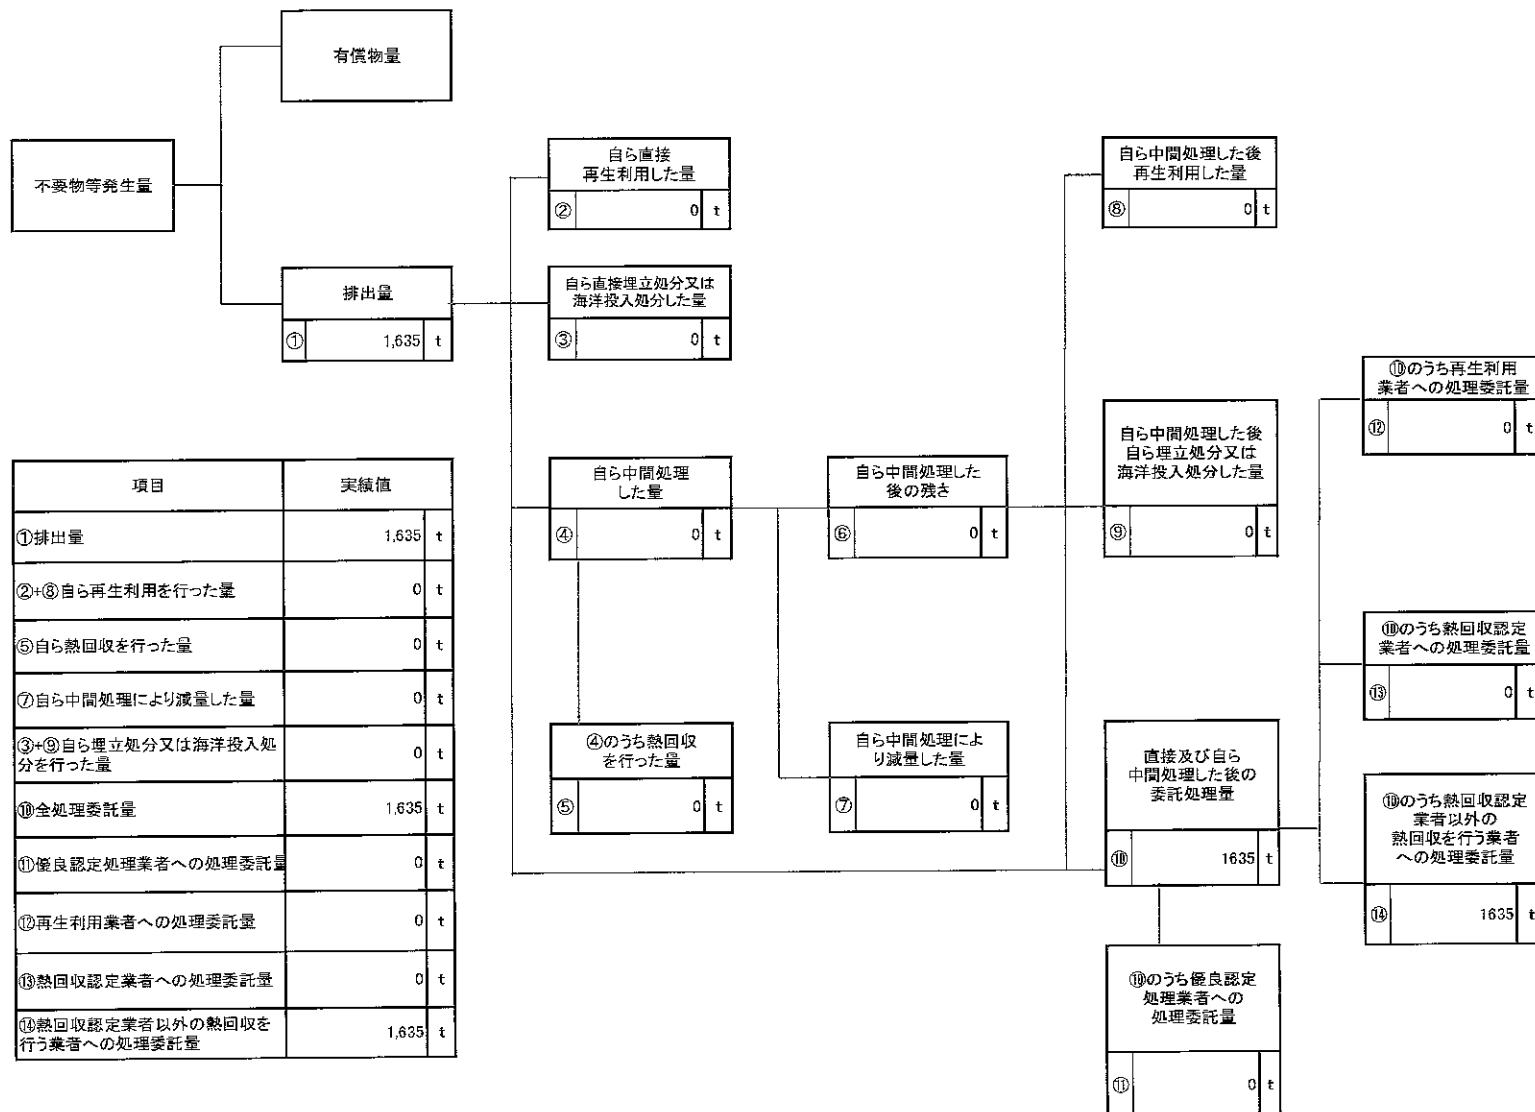 有償物量
不要物等発生量
排出量
① 1,635 t
自ら直接
再生利用した量
② 0 t
自ら直接埋立処分又は
海洋投入処分した量
③ 0 t
自ら中間処理
した量
④ 0 t
④のうち熱回収
を行った量
⑤ 0 t
自ら中間処理した
後の残さ
⑥ 0 t
自ら中間処理によ
り減量した量
⑦ 0 t
自ら中間処理した後
再生利用した量
⑧ 0 t
自ら中間処理した後
自ら埋立処分又は
海洋投入処分した量
⑨ 0 t
直接及び自ら
中間処理した後の
委託処理量
⑩ 1635 t
⑩のうち優良認定
処理業者への
処理委託量
⑪ 0 t
⑩のうち再生利用
業者への処理委託量
⑫ 0 t
⑩のうち熱回収認定
業者への処理委託量
⑬ 0 t
⑩のうち熱回収認定
業者以外の
熱回収を行う業者
への処理委託量
⑭ 1635 t
項目 実績値
①排出量 1,635 t
②+⑧自ら再生利用を行った量 0 t
⑤自ら熱回収を行った量 0 t
⑦自ら中間処理により減量した量 0 t
③+⑨自ら埋立処分又は海洋投入処
分を行った量 0 t
⑩全処理委託量 1,635 t
⑪優良認定処理業者への処理委託量 0 t
⑫再生利用業者への処理委託量 0 t
⑬熱回収認定業者への処理委託量 0 t
⑭熱回収認定業者以外の熱回収を
行う業者への処理委託量 1,635 t